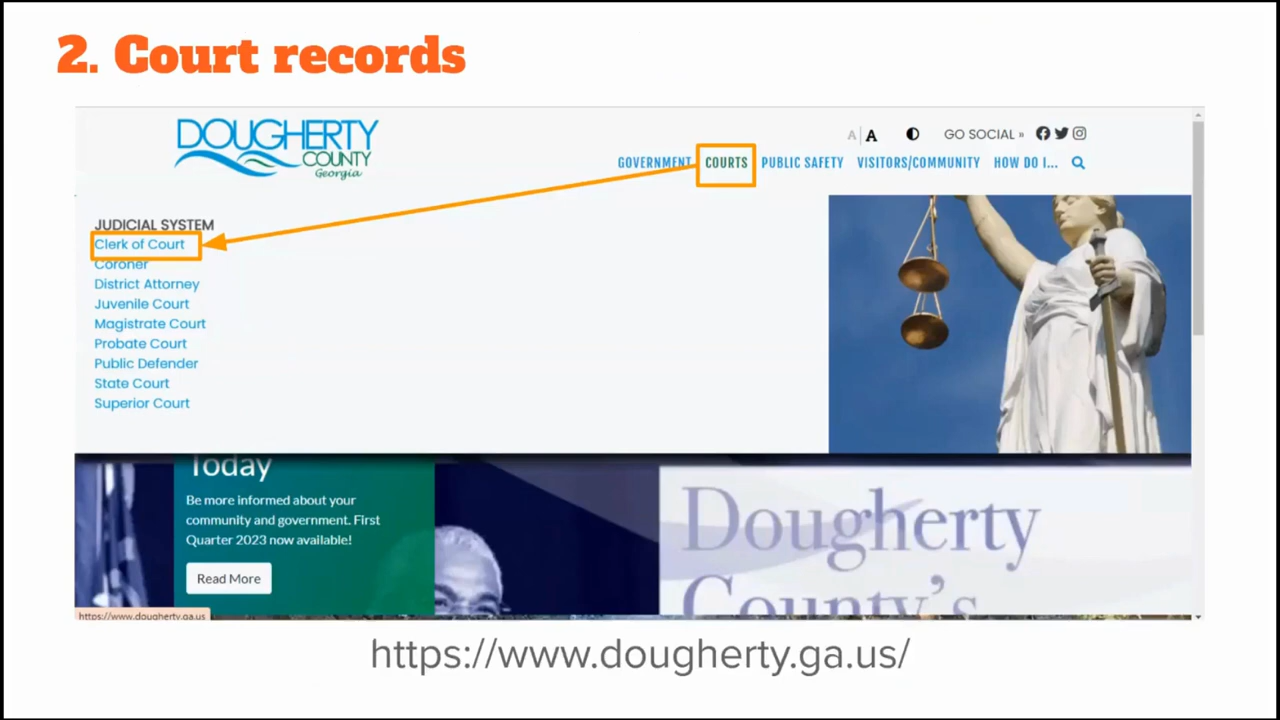 2. Court records
DOUGHERTY
COUNTY
Georgia
A A GO SOCIAL »
GOVERNMENT COURTS PUBLIC SAFETY VISITORS/COMMUNITY HOW DO I...
JUDICIAL SYSTEM
Clerk of Court
Coroner
District Attorney
Juvenile Court
Magistrate Court
Probate Court
Public Defender
State Court
Superior Court
Today
Be more informed about your
community and government. First
Quarter 2023 now available!
Read More
Dougherty
County's
https://www.dougherty.ga.us
https://www.dougherty.ga.us/